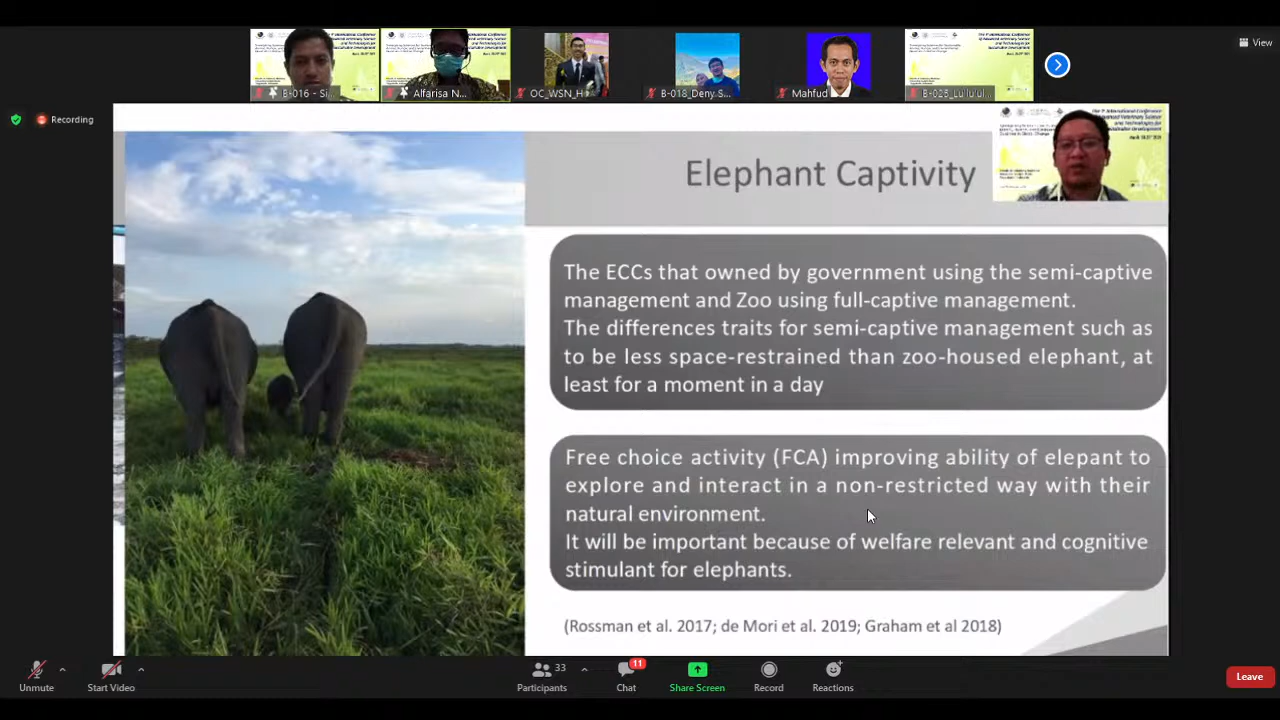 View
B-016 - Si...
Alfarisa N...
OC_WSN_H
B-018_Deny S...
Mahfud
B-025_Lu'lu'ul...
Recording
Elephant Captivity
The ECCs that owned by government using the semi-captive
management and Zoo using full-captive management.
The differences traits for semi-captive management such as
to be less space-restrained than zoo-housed elephant, at
least for a moment in a day
Free choice activity (FCA) improving ability of elepant to
explore and interact in a non-restricted way with their
natural environment.
It will be important because of welfare relevant and cognitive
stimulant for elephants.
(Rossman et al. 2017; de Mori et al. 2019; Graham et al 2018)
Unmute
Start Video
33
Participants
11
Chat
Share Screen
Record
Reactions
Leave